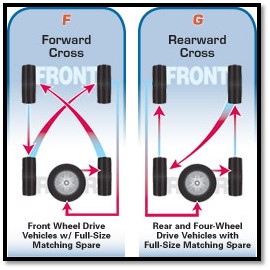 F
Forward
Cross
FRONT
Front Wheel Drive
Vehicles w/ Full-Size
Matching Spare
G
Rearward
Cross
FRONT
Rear and Four-Wheel
Drive Vehicles with
Full-Size Matching Spare